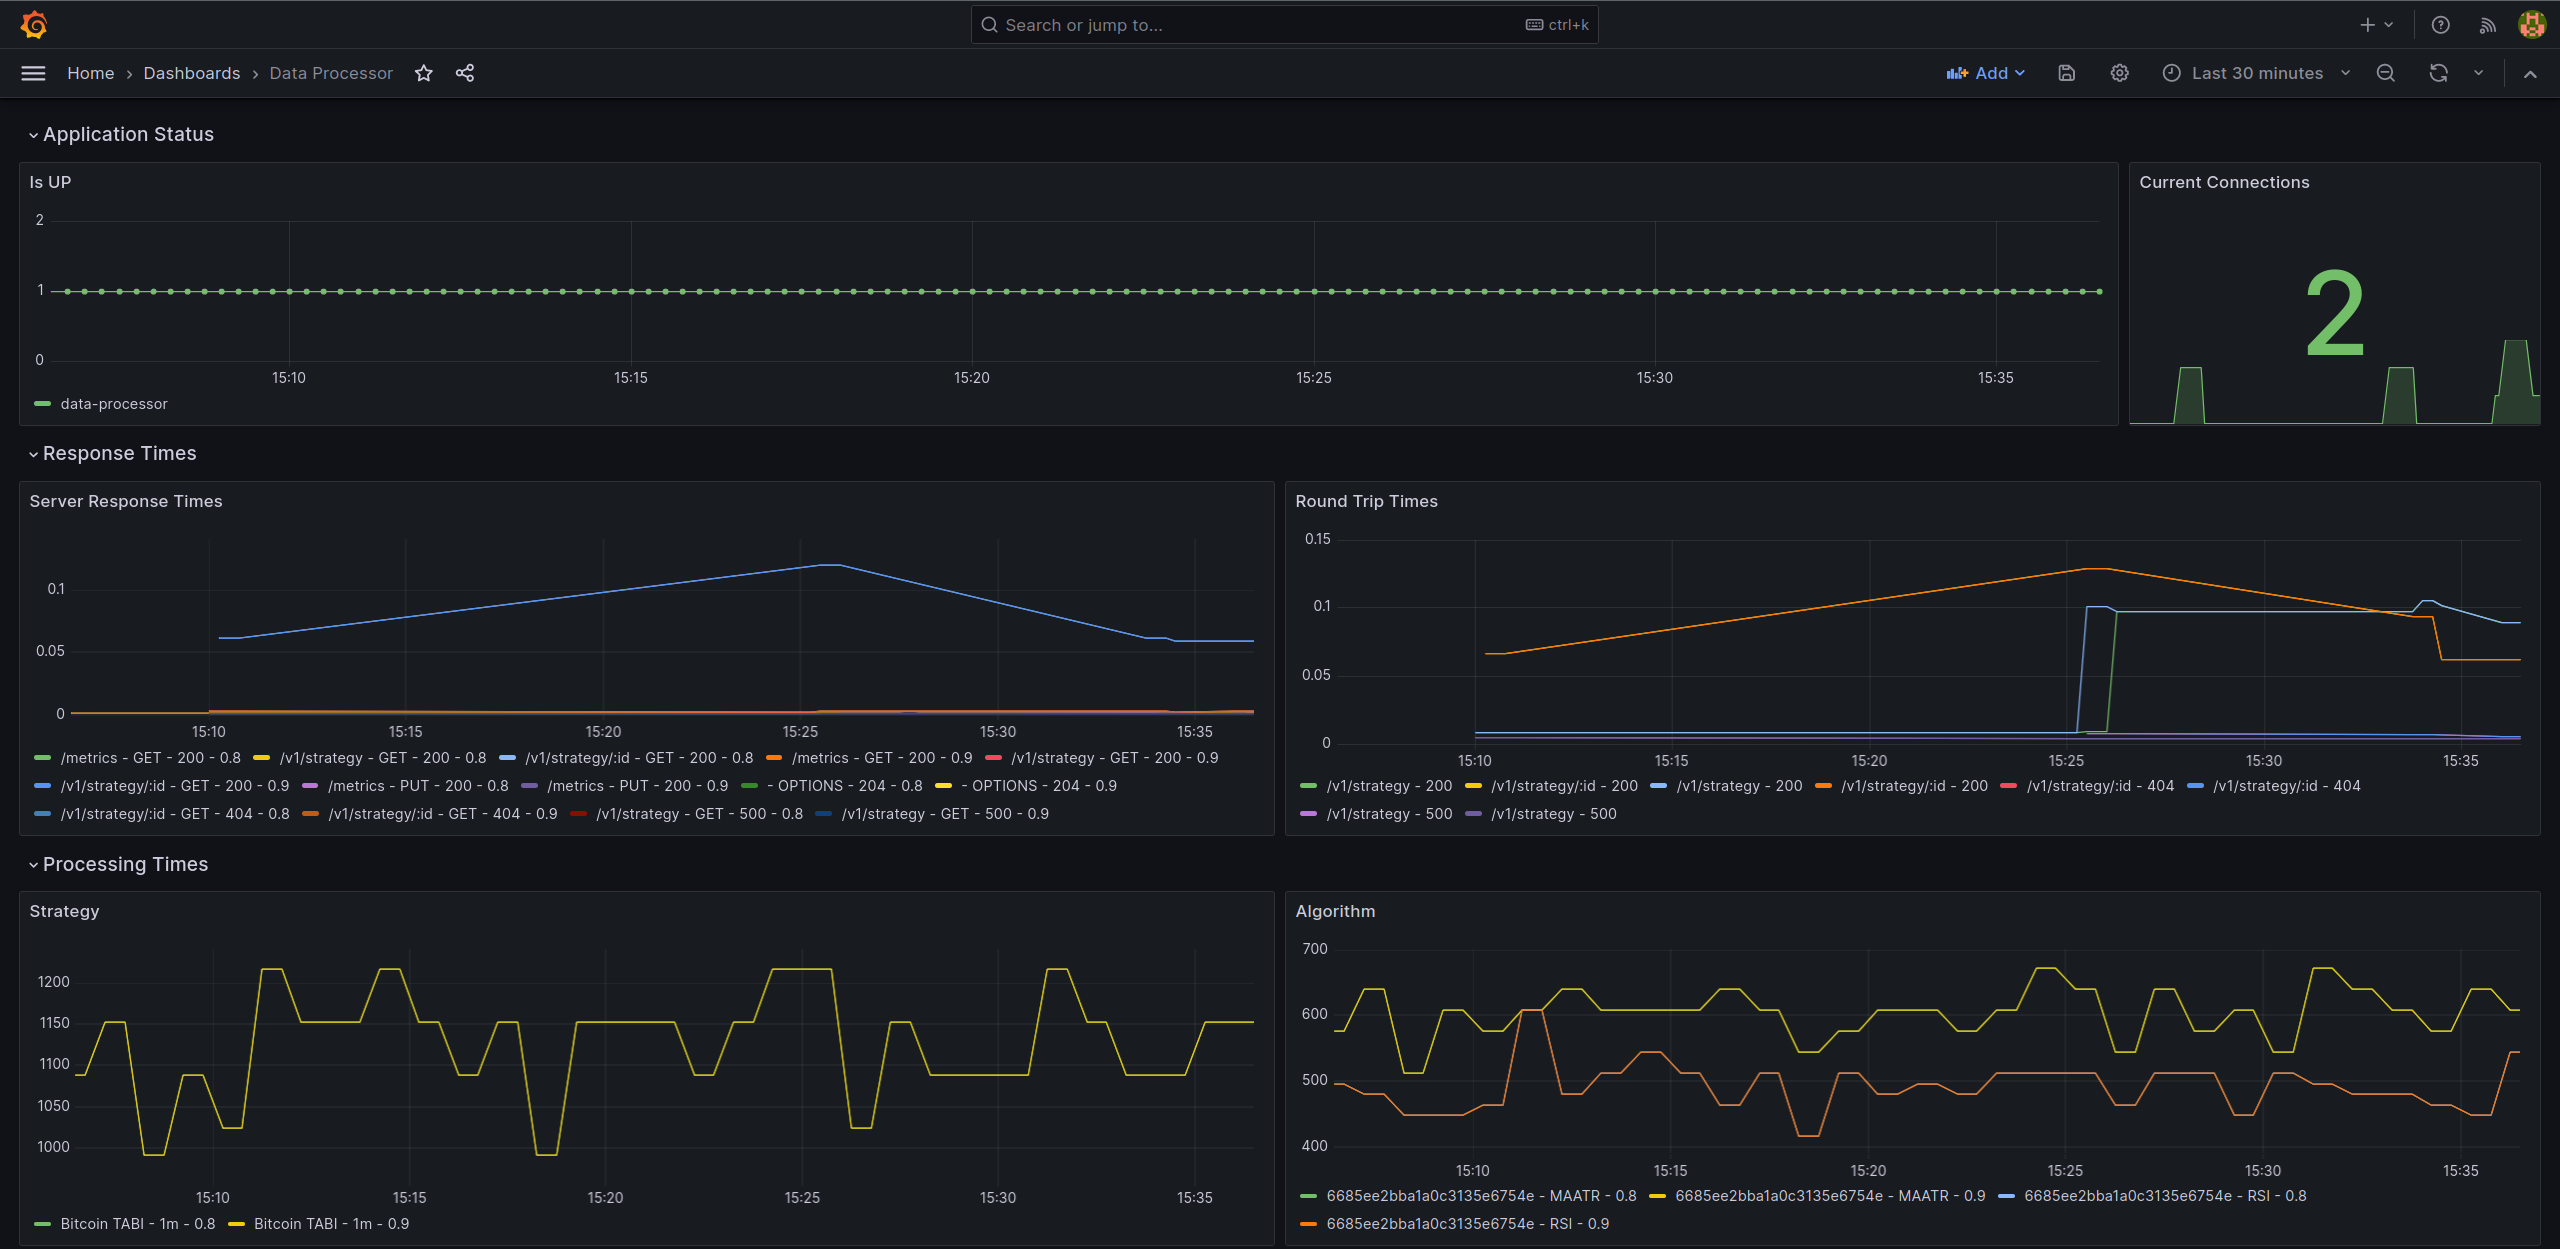 Search or jump to... ctrl+k
Home › Dashboards › Data Processor Add Last 30 minutes
Application Status
Is UP
2
1
0
15:10 15:15 15:20 15:25 15:30 15:35
data-processor
Current Connections
2
Response Times
Server Response Times
0.1
0.05
0
15:10 15:15 15:20 15:25 15:30 15:35
/metrics - GET - 200 - 0.8 /v1/strategy - GET - 200 - 0.8 /v1/strategy/:id - GET - 200 - 0.8 /metrics - GET - 200 - 0.9 /v1/strategy - GET - 200 - 0.9
/v1/strategy/:id - GET - 200 - 0.9 /metrics - PUT - 200 - 0.8 /metrics - PUT - 200 - 0.9 - OPTIONS - 204 - 0.8 - OPTIONS - 204 - 0.9
/v1/strategy/:id - GET - 404 - 0.8 /v1/strategy/:id - GET - 404 - 0.9 /v1/strategy - GET - 500 - 0.8 /v1/strategy - GET - 500 - 0.9
Round Trip Times
0.15
0.1
0.05
0
15:10 15:15 15:20 15:25 15:30 15:35
/v1/strategy - 200 /v1/strategy/:id - 200 /v1/strategy - 200 /v1/strategy/:id - 200 /v1/strategy/:id - 404 /v1/strategy/:id - 404
/v1/strategy - 500 /v1/strategy - 500
Processing Times
Strategy
1200
1150
1100
1050
1000
15:10 15:15 15:20 15:25 15:30 15:35
Bitcoin TABI - 1m - 0.8 Bitcoin TABI - 1m - 0.9
Algorithm
700
600
500
400
15:10 15:15 15:20 15:25 15:30 15:35
6685ee2bba1a0c3135e6754e - MAATR - 0.8 6685ee2bba1a0c3135e6754e - MAATR - 0.9 6685ee2bba1a0c3135e6754e - RSI - 0.8
6685ee2bba1a0c3135e6754e - RSI - 0.9